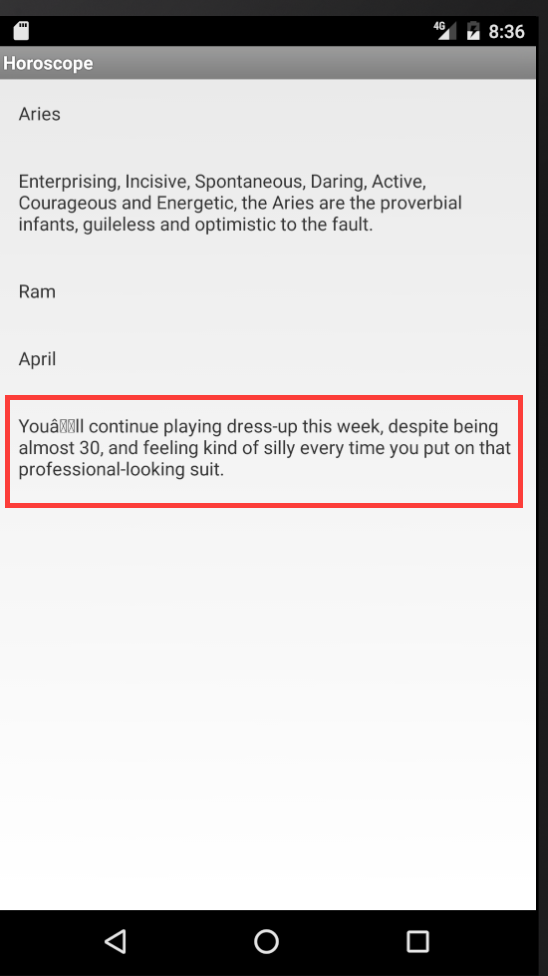 4G 8:36
Horoscope
Aries
Enterprising, Incisive, Spontaneous, Daring, Active,
Courageous and Energetic, the Aries are the proverbial
infants, guileless and optimistic to the fault.
Ram
April
Youâ▯▯ll continue playing dress-up this week, despite being
almost 30, and feeling kind of silly every time you put on that
professional-looking suit.